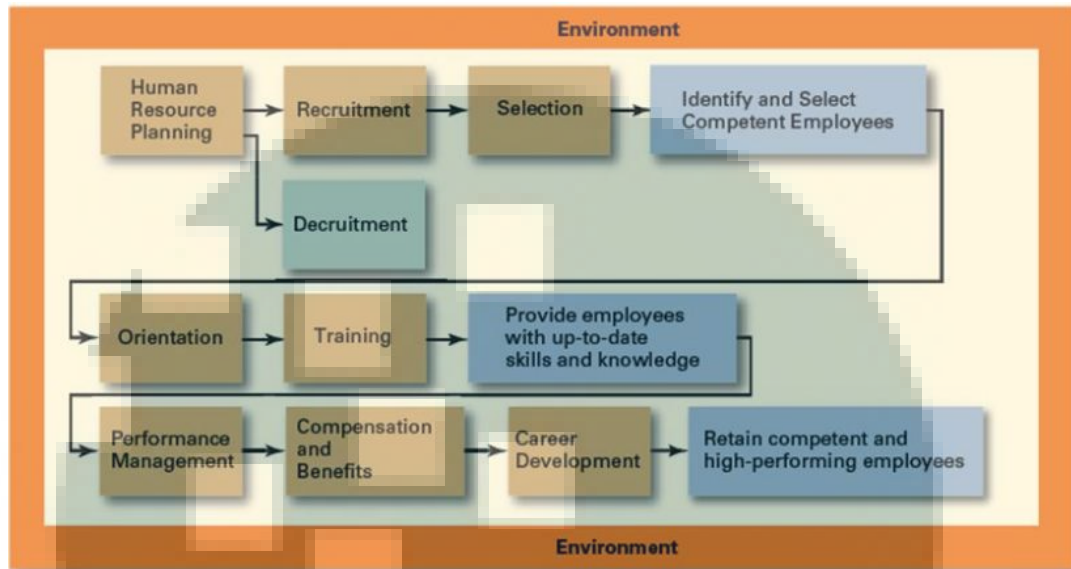 Environment
Human
Resource
Planning
Recruitment
Selection
Identify and Select
Competent Employees
Decruitment
Orientation
Training
Provide employees
with up-to-date
skills and knowledge
Performance
Management
Compensation
and
Benefits
Career
Development
Retain competent and
high-performing employees
Environment